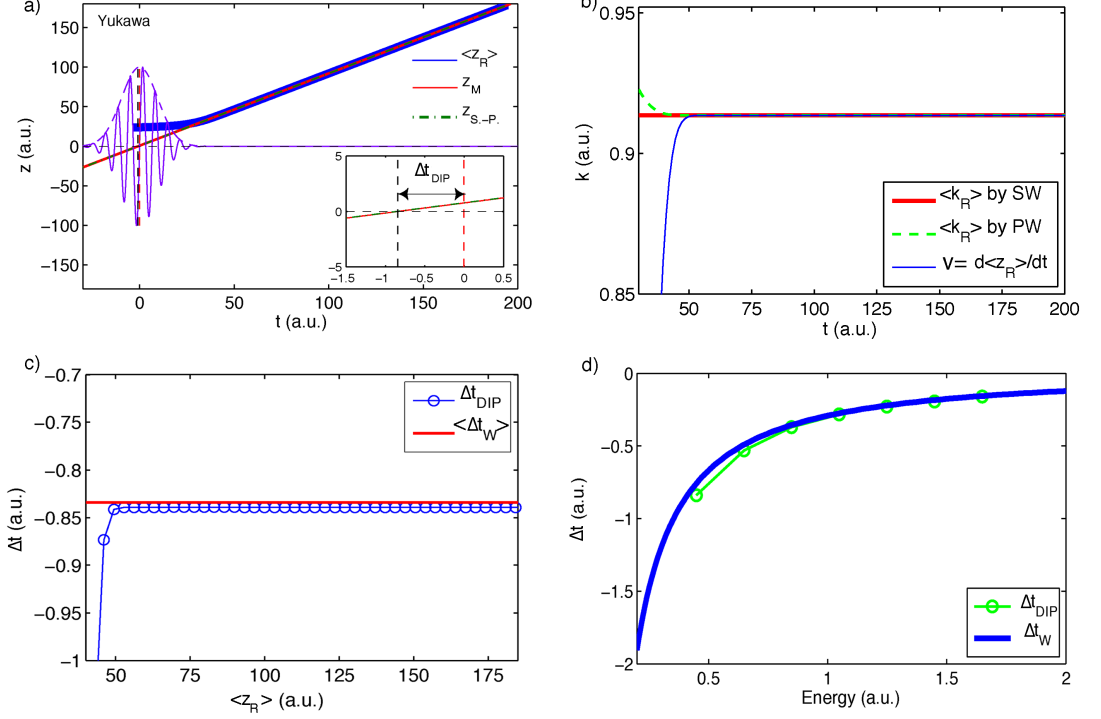 a)
Yukawa
<z_R>
z_M
z_S.-P.
150
100
50
0
−50
−100
−150
z (a.u.)
Δt_DIP
5
0
−5
−1.5 −1 −0.5 0 0.5
0 50 100 150 200
t (a.u.)
b)
0.95
0.9
0.85
k (a.u.)
<k_R> by SW
<k_R> by PW
v= d<z_R>/dt
50 75 100 125 150 175 200
t (a.u.)
c)
−0.7
−0.75
−0.8
−0.85
−0.9
−0.95
−1
Δt (a.u.)
Δt_DIP
<Δt_W>
50 75 100 125 150 175
<z_R> (a.u.)
d)
0
−0.5
−1
−1.5
−2
Δt (a.u.)
Δt_DIP
Δt_W
0.5 1 1.5 2
Energy (a.u.)